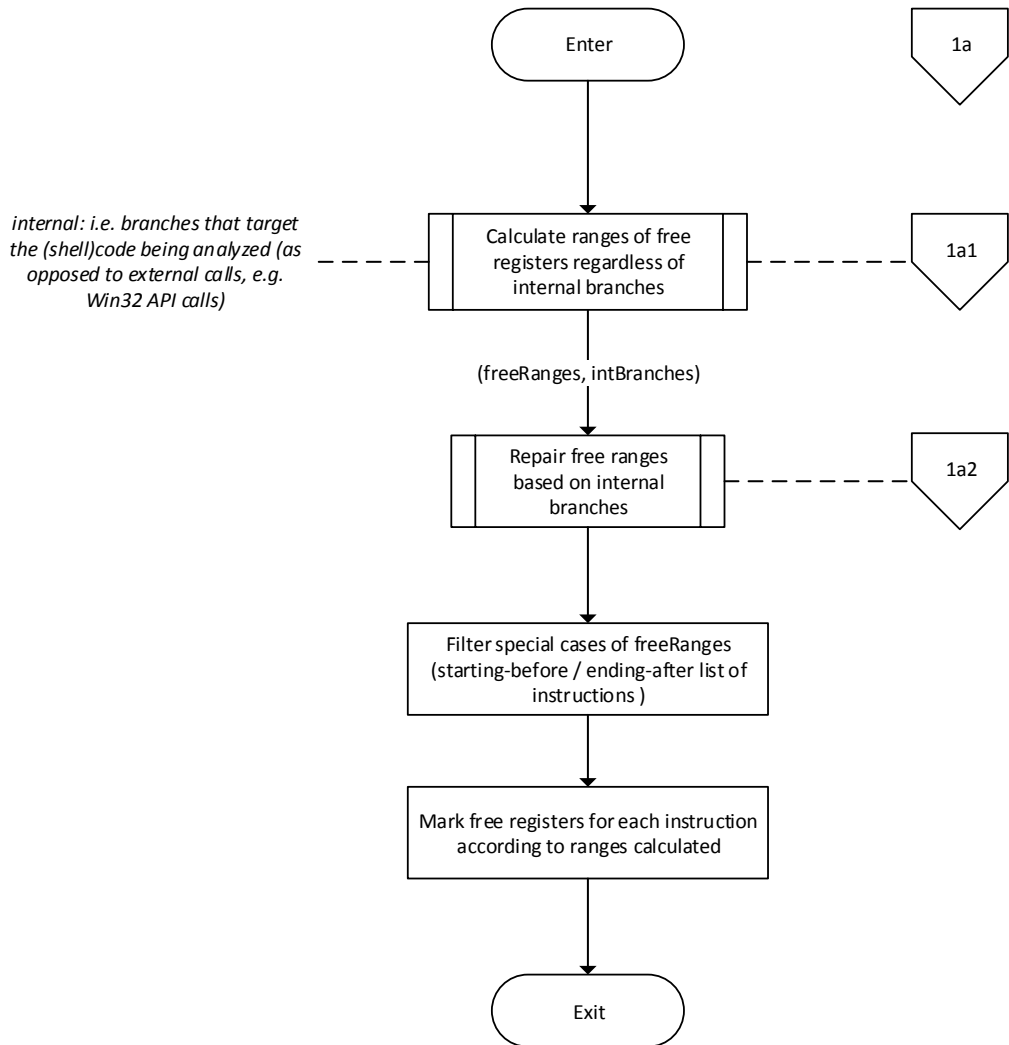 Enter
1a
internal: i.e. branches that target
the (shell)code being analyzed (as
opposed to external calls, e.g.
Win32 API calls)
Calculate ranges of free
registers regardless of
internal branches
1a1
(freeRanges, intBranches)
Repair free ranges
based on internal
branches
1a2
Filter special cases of freeRanges
(starting-before / ending-after list of
instructions )
Mark free registers for each instruction
according to ranges calculated
Exit